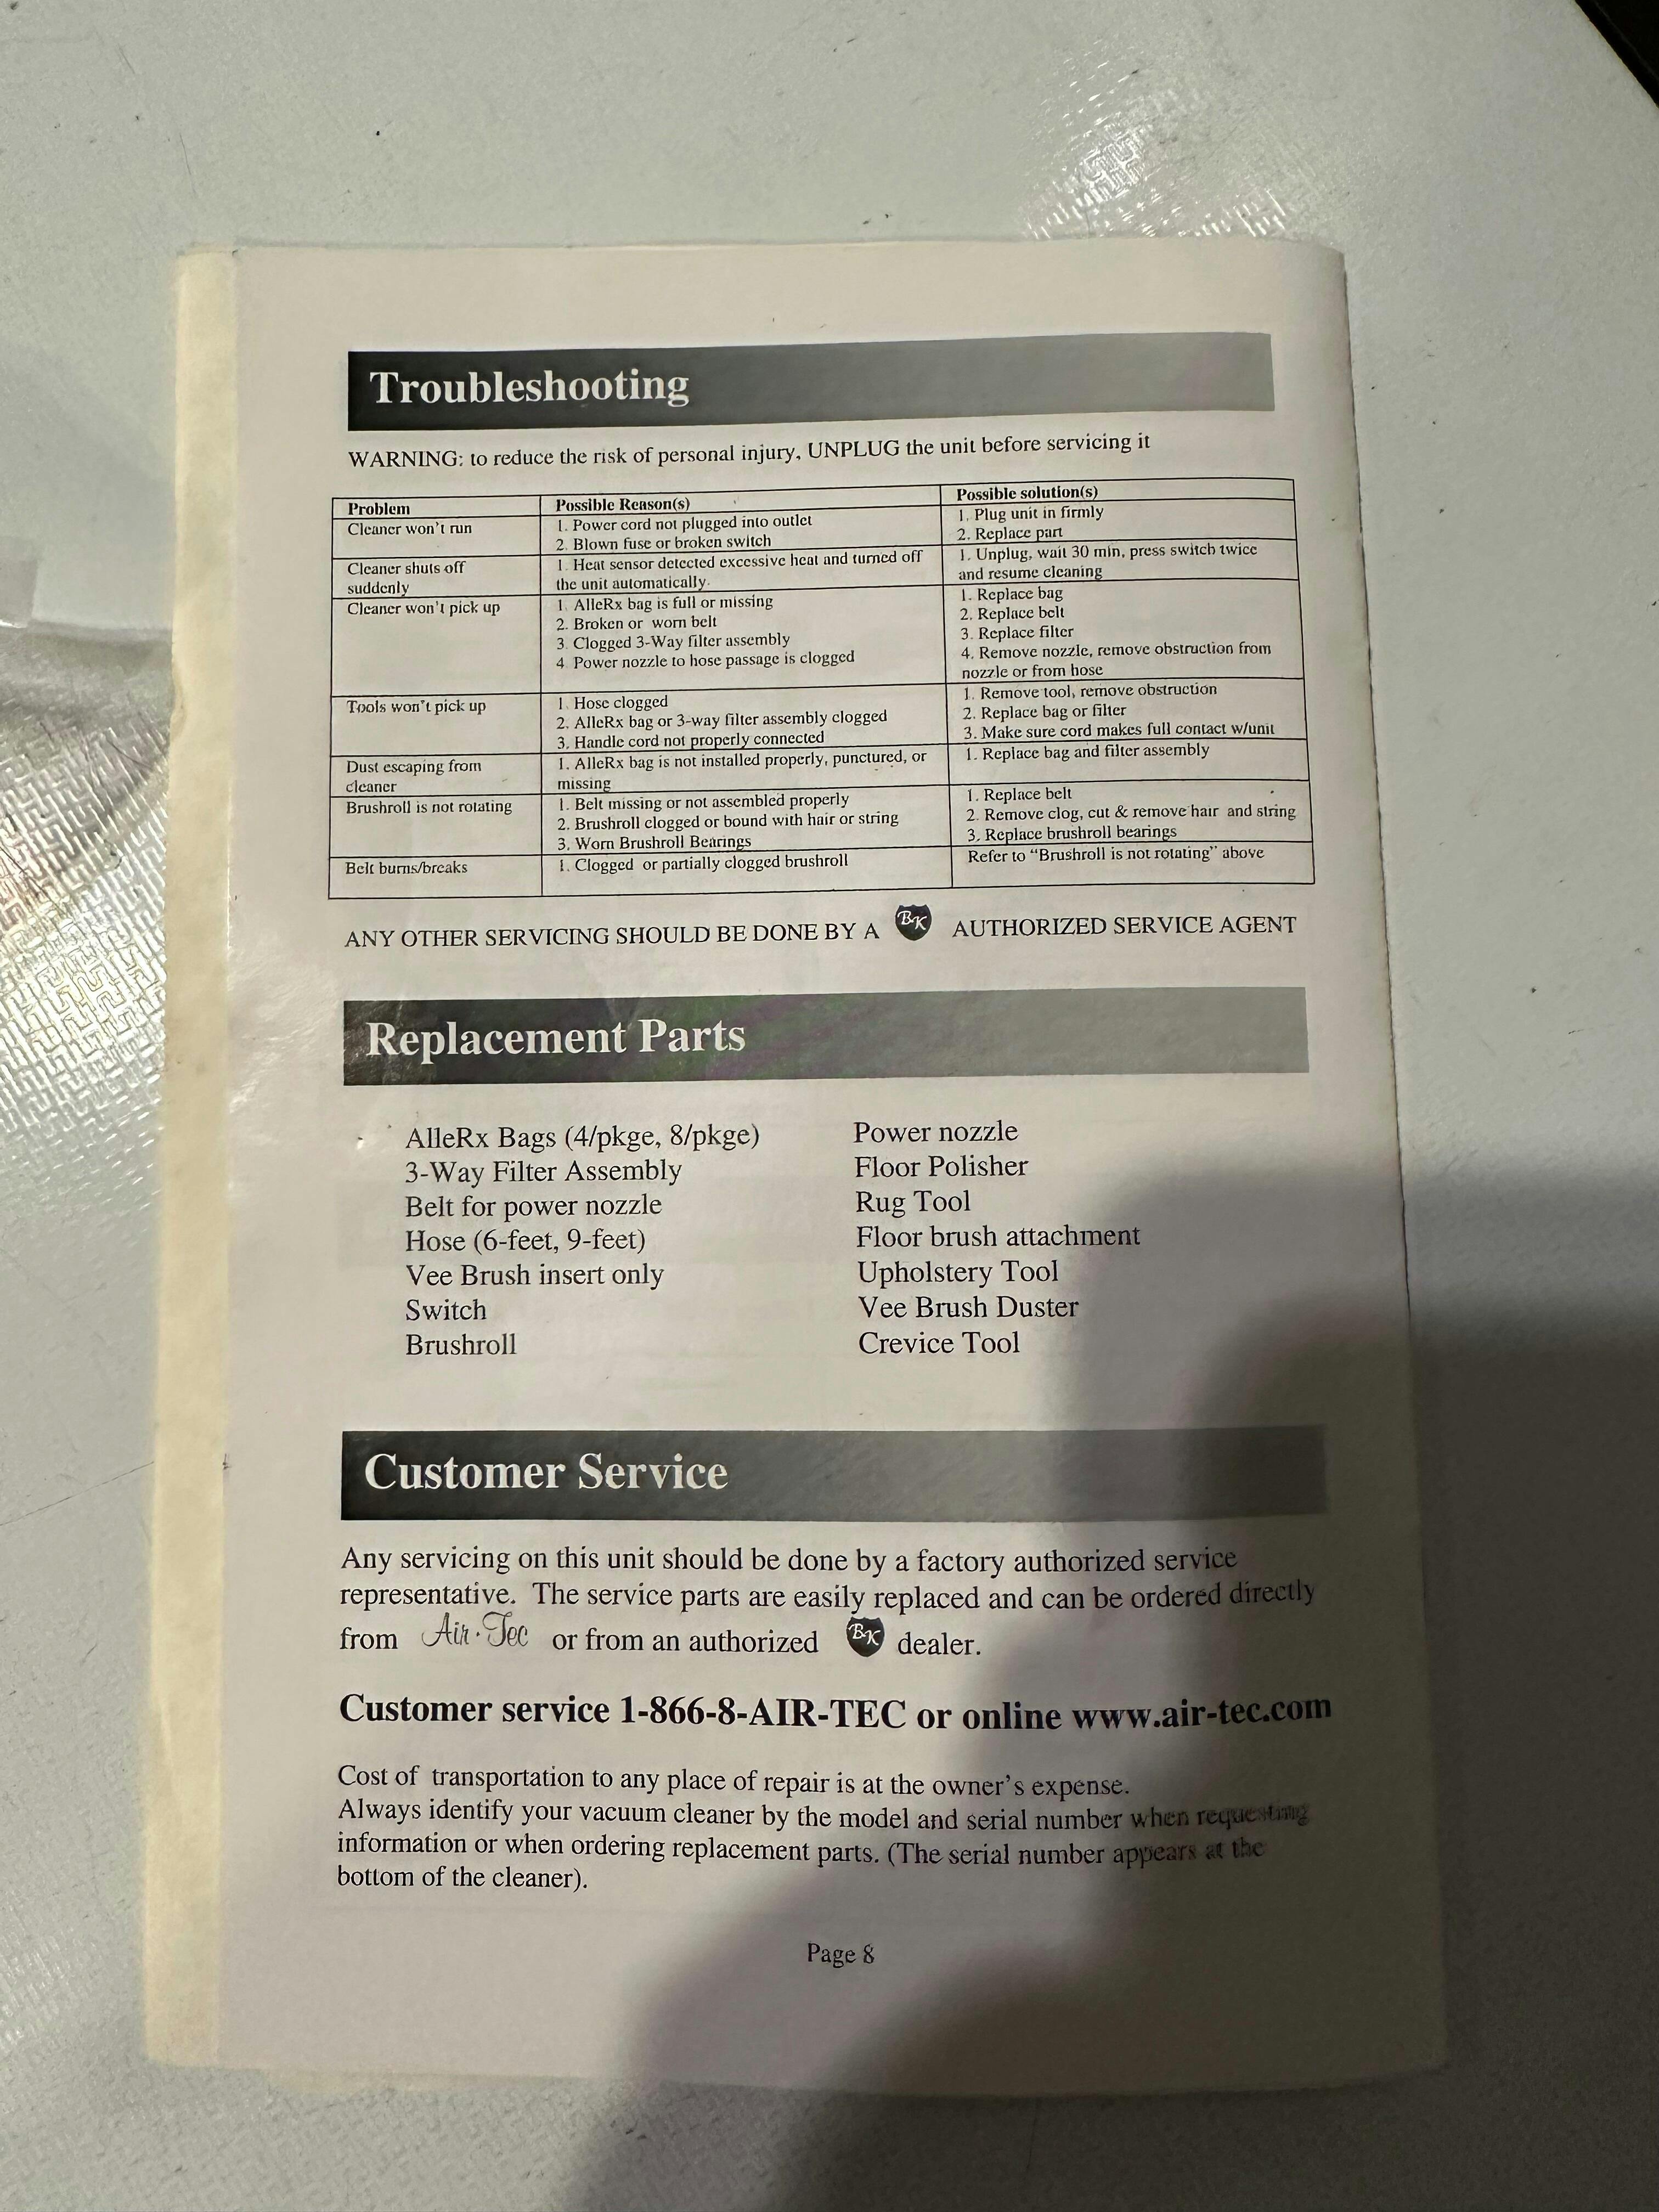 Troubleshooting
WARNING: to reduce the risk of personal injury, UNPLUG the unit before servicing it
Problem Possible Reason(s) Possible solution(s)
Cleaner won't run
1. Power cord not plugged into outlet
2. Blown fuse or broken switch
1. Plug unit in firmly
2. Replace part
Cleaner shuts off
suddenly
1. Heat sensor detected excessive heat and turned off
the unit automatically.
1. Unplug, wait 30 min, press switch twice
and resume cleaning
Cleaner won't pick up
1. AlleRx bag is full or missing
2. Broken or worn belt
3. Clogged 3-Way filter assembly
4. Power nozzle to hose passage is clogged
1. Replace bag
2. Replace belt
3. Replace filter
4. Remove nozzle, remove obstruction from
nozzle or from hose
Tools won't pick up
1. Hose clogged
2. AlleRx bag or 3-way filter assembly clogged
3. Handle cord not properly connected
1. Remove tool, remove obstruction
2. Replace bag or filter
3. Make sure cord makes full contact w/unit
Dust escaping from
cleaner
1. AlleRx bag is not installed properly, punctured, or
missing
1. Replace bag and filter assembly
Brushroll is not rotating
1. Belt missing or not assembled properly
2. Brushroll clogged or bound with hair or string
3. Worn Brushroll Bearings
1. Replace belt
2. Remove clog, cut & remove hair and string
3. Replace brushroll bearings
Belt burns/breaks
1. Clogged or partially clogged brushroll
Refer to "Brushroll is not rotating" above
ANY OTHER SERVICING SHOULD BE DONE BY A BK AUTHORIZED SERVICE AGENT
Replacement Parts
AlleRx Bags (4/pkge, 8/pkge)
3-Way Filter Assembly
Belt for power nozzle
Hose (6-feet, 9-feet)
Vee Brush insert only
Switch
Brushroll
Power nozzle
Floor Polisher
Rug Tool
Floor brush attachment
Upholstery Tool
Vee Brush Duster
Crevice Tool
Customer Service
Any servicing on this unit should be done by a factory authorized service
representative. The service parts are easily replaced and can be ordered directly
from Air·Tec or from an authorized BK dealer.
Customer service 1-866-8-AIR-TEC or online www.air-tec.com
Cost of transportation to any place of repair is at the owner's expense.
Always identify your vacuum cleaner by the model and serial number when requesting
information or when ordering replacement parts. (The serial number appears at the
bottom of the cleaner).
Page 8